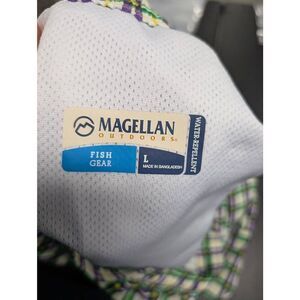 MAGELLAN
OUTDOORS®
FISH
GEAR
L
MADE IN BANGLADESH
WATER-REPELLENT